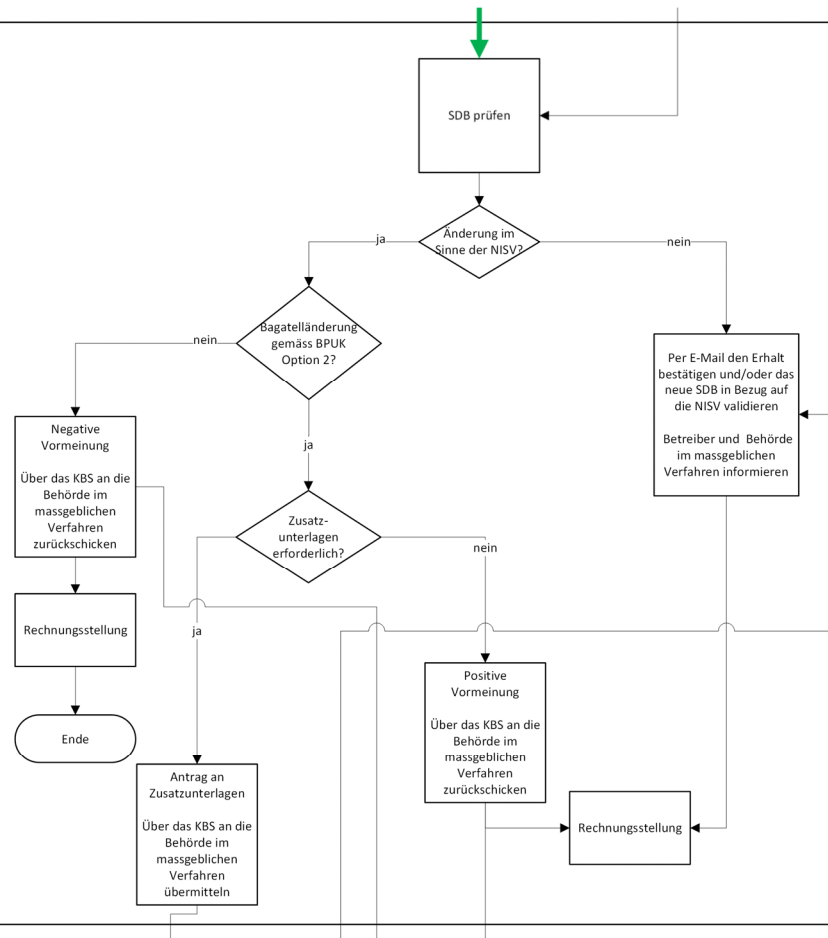 SDB prüfen
Änderung im
Sinne der NISV?
ja
nein
Bagatelländerung
gemäss BPUK
Option 2?
nein
ja
Per E-Mail den Erhalt
bestätigen und/oder das
neue SDB in Bezug auf
die NISV validieren
Betreiber und Behörde
im massgeblichen
Verfahren informieren
Negative
Vormeinung
Über das KBS an die
Behörde im
massgeblichen
Verfahren
zurückschicken
Zusatz-
unterlagen
erforderlich?
nein
ja
Rechnungsstellung
Ende
Positive
Vormeinung
Über das KBS an die
Behörde im
massgeblichen
Verfahren
zurückschicken
Antrag an
Zusatzunterlagen
Über das KBS an die
Behörde im
massgeblichen
Verfahren
übermitteln
Rechnungsstellung